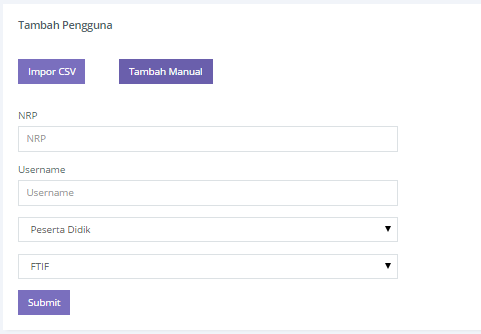 Tambah Pengguna
Impor CSV Tambah Manual
NRP
NRP
Username
Username
Peserta Didik
FTIF
Submit